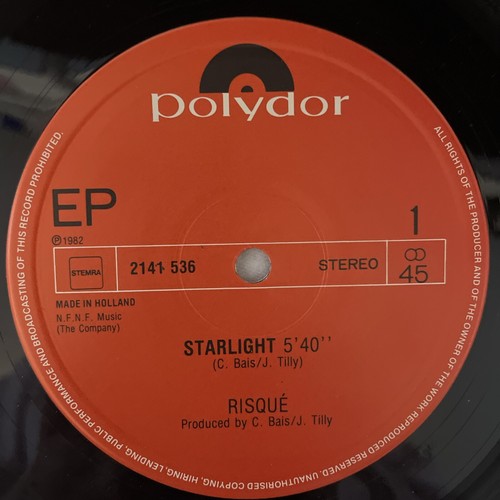 polydor
EP
1
℗1982
STEMRA
2141 536
STEREO
45
MADE IN HOLLAND
N.F.N.F. Music
(The Company)
STARLIGHT 5'40''
(C. Bais/J. Tilly)
RISQUÉ
Produced by C. Bais/J. Tilly
ALL RIGHTS OF THE PRODUCER AND OF THE OWNER OF THE WORK REPRODUCED RESERVED. UNAUTHORISED COPYING, HIRING, LENDING, PUBLIC PERFORMANCE AND BROADCASTING OF THIS RECORD PROHIBITED.